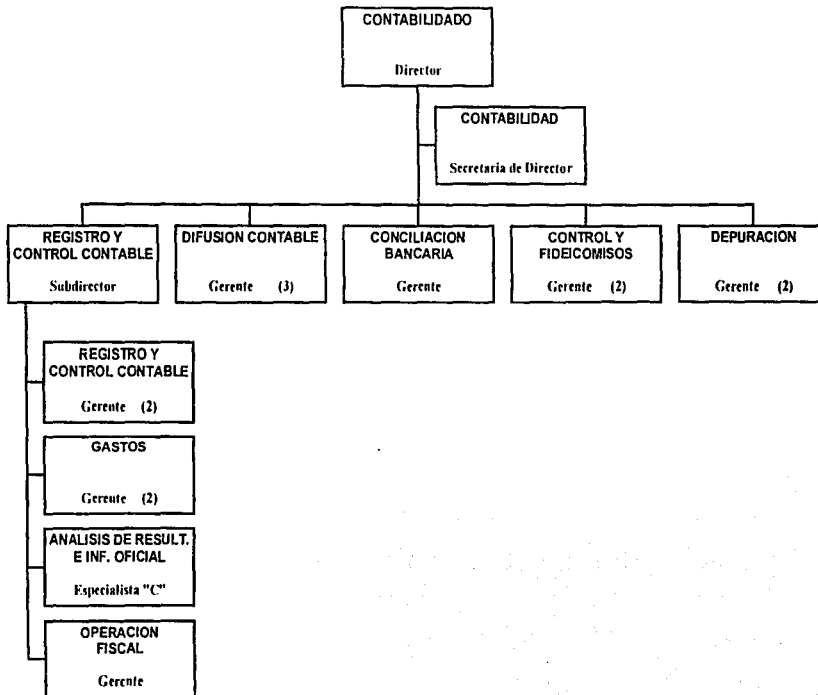 CONTABILIDADO
Director
CONTABILIDAD
Secretaria de Director
REGISTRO Y
CONTROL CONTABLE
Subdirector
DIFUSION CONTABLE
Gerente (3)
CONCILIACION
BANCARIA
Gerente
CONTROL Y
FIDEICOMISOS
Gerente (2)
DEPURACIÓN
Gerente (2)
REGISTRO Y
CONTROL CONTABLE
Gerente (2)
GASTOS
Gerente (2)
ANALISIS DE RESULT.
E INF. OFICIAL
Especialista "C"
OPERACION
FISCAL
Gerente